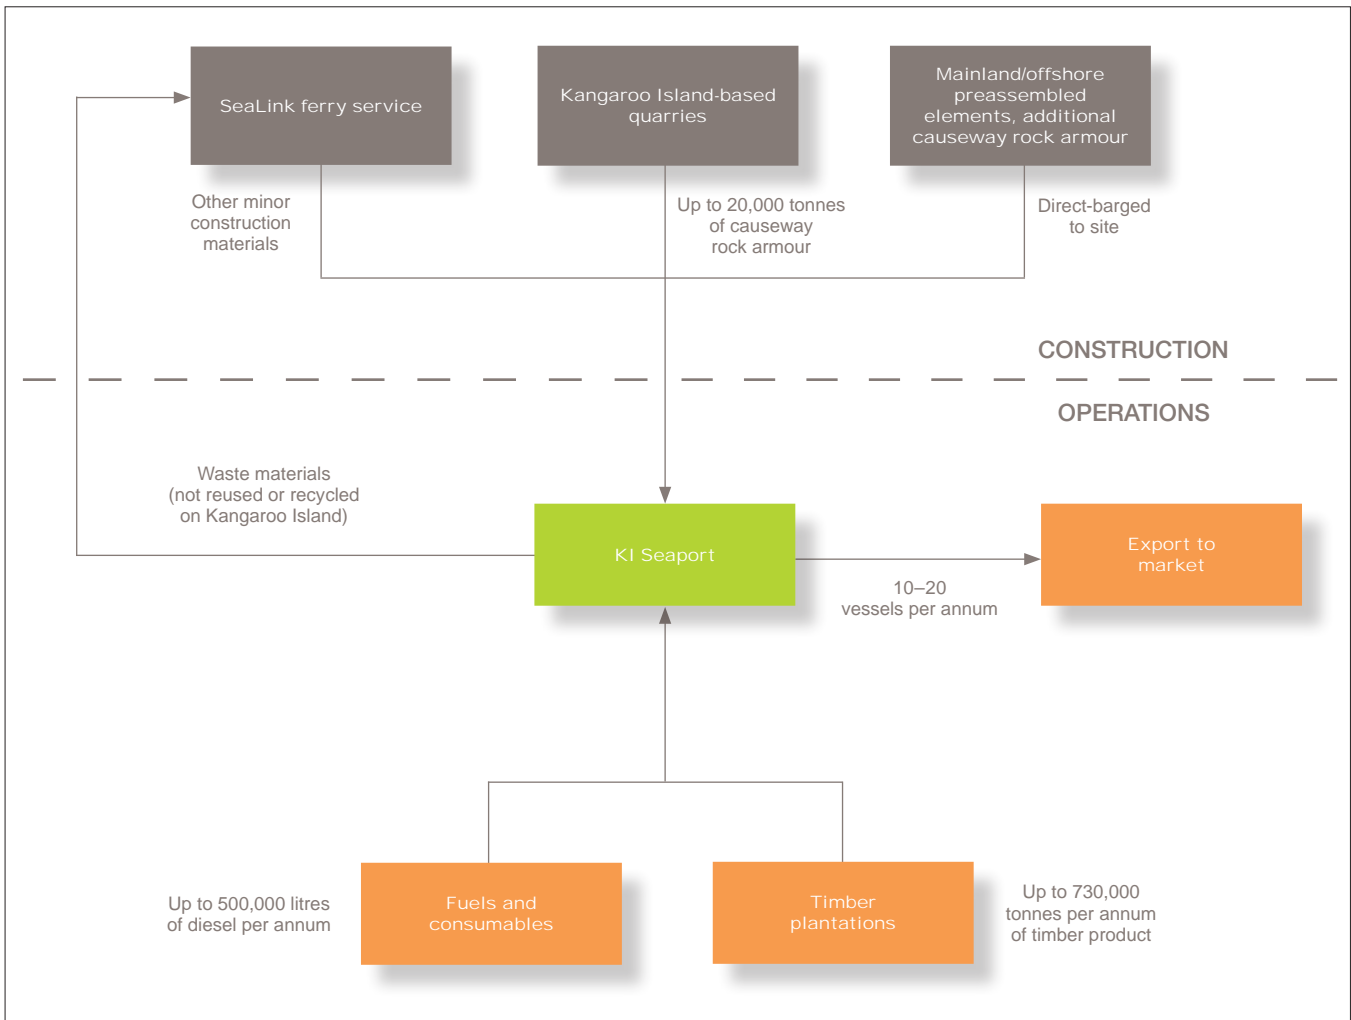 SeaLink ferry service
Kangaroo Island-based
quarries
Mainland/offshore
preassembled
elements, additional
causeway rock armour
Other minor
construction
materials
Up to 20,000 tonnes
of causeway
rock armour
Direct-barged
to site
CONSTRUCTION
OPERATIONS
Waste materials
(not reused or recycled
on Kangaroo Island)
KI Seaport
10–20
vessels per annum
Export to
market
Up to 500,000 litres
of diesel per annum
Fuels and
consumables
Timber
plantations
Up to 730,000
tonnes per annum
of timber product